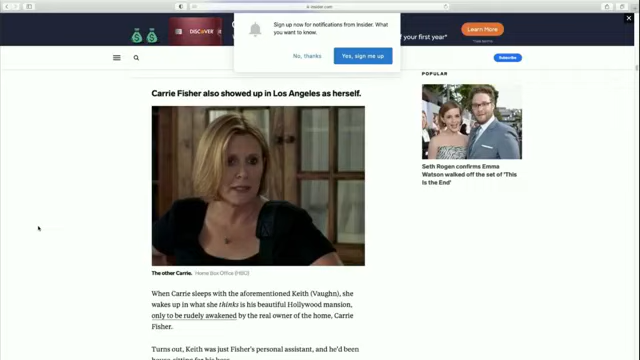 insider.com
Sign up now for notifications from Insider. What
you want to know.
No, thanks
Yes, sign me up
DISCOVER
of your first year*
Learn More
Subscribe
Carrie Fisher also showed up in Los Angeles as herself.
The other Carrie. Home Box Office (HBO)
When Carrie sleeps with the aforementioned Keith (Vaughn), she
wakes up in what she thinks is his beautiful Hollywood mansion,
only to be rudely awakened by the real owner of the home, Carrie
Fisher.
Turns out, Keith was just Fisher's personal assistant, and he'd been
POPULAR
Seth Rogen confirms Emma
Watson walked off the set of 'This
Is the End'